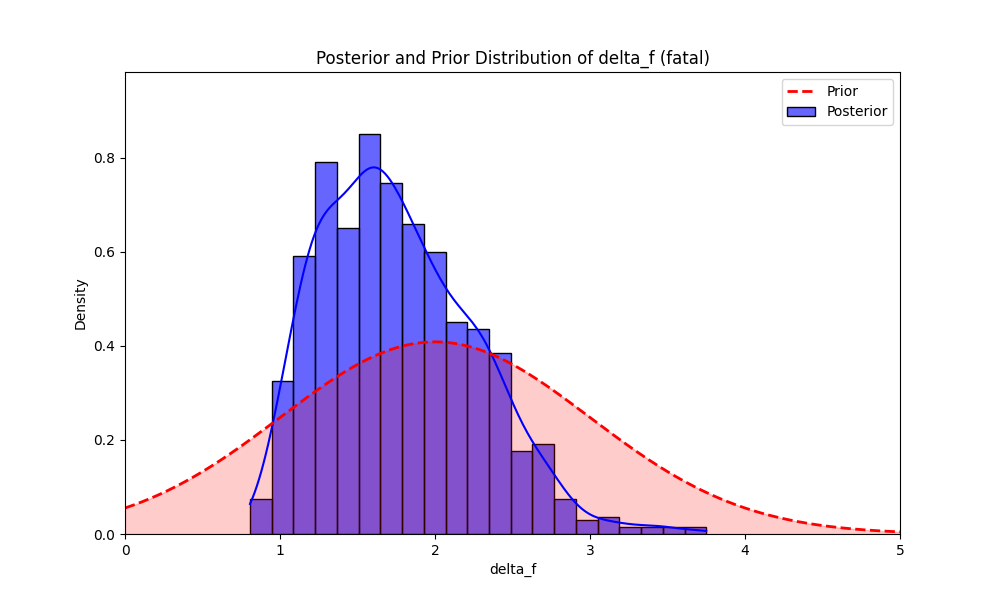 Posterior and Prior Distribution of delta_f (fatal)
Prior
Posterior
Density
0.8
0.6
0.4
0.2
0.0
0 1 2 3 4 5
delta_f